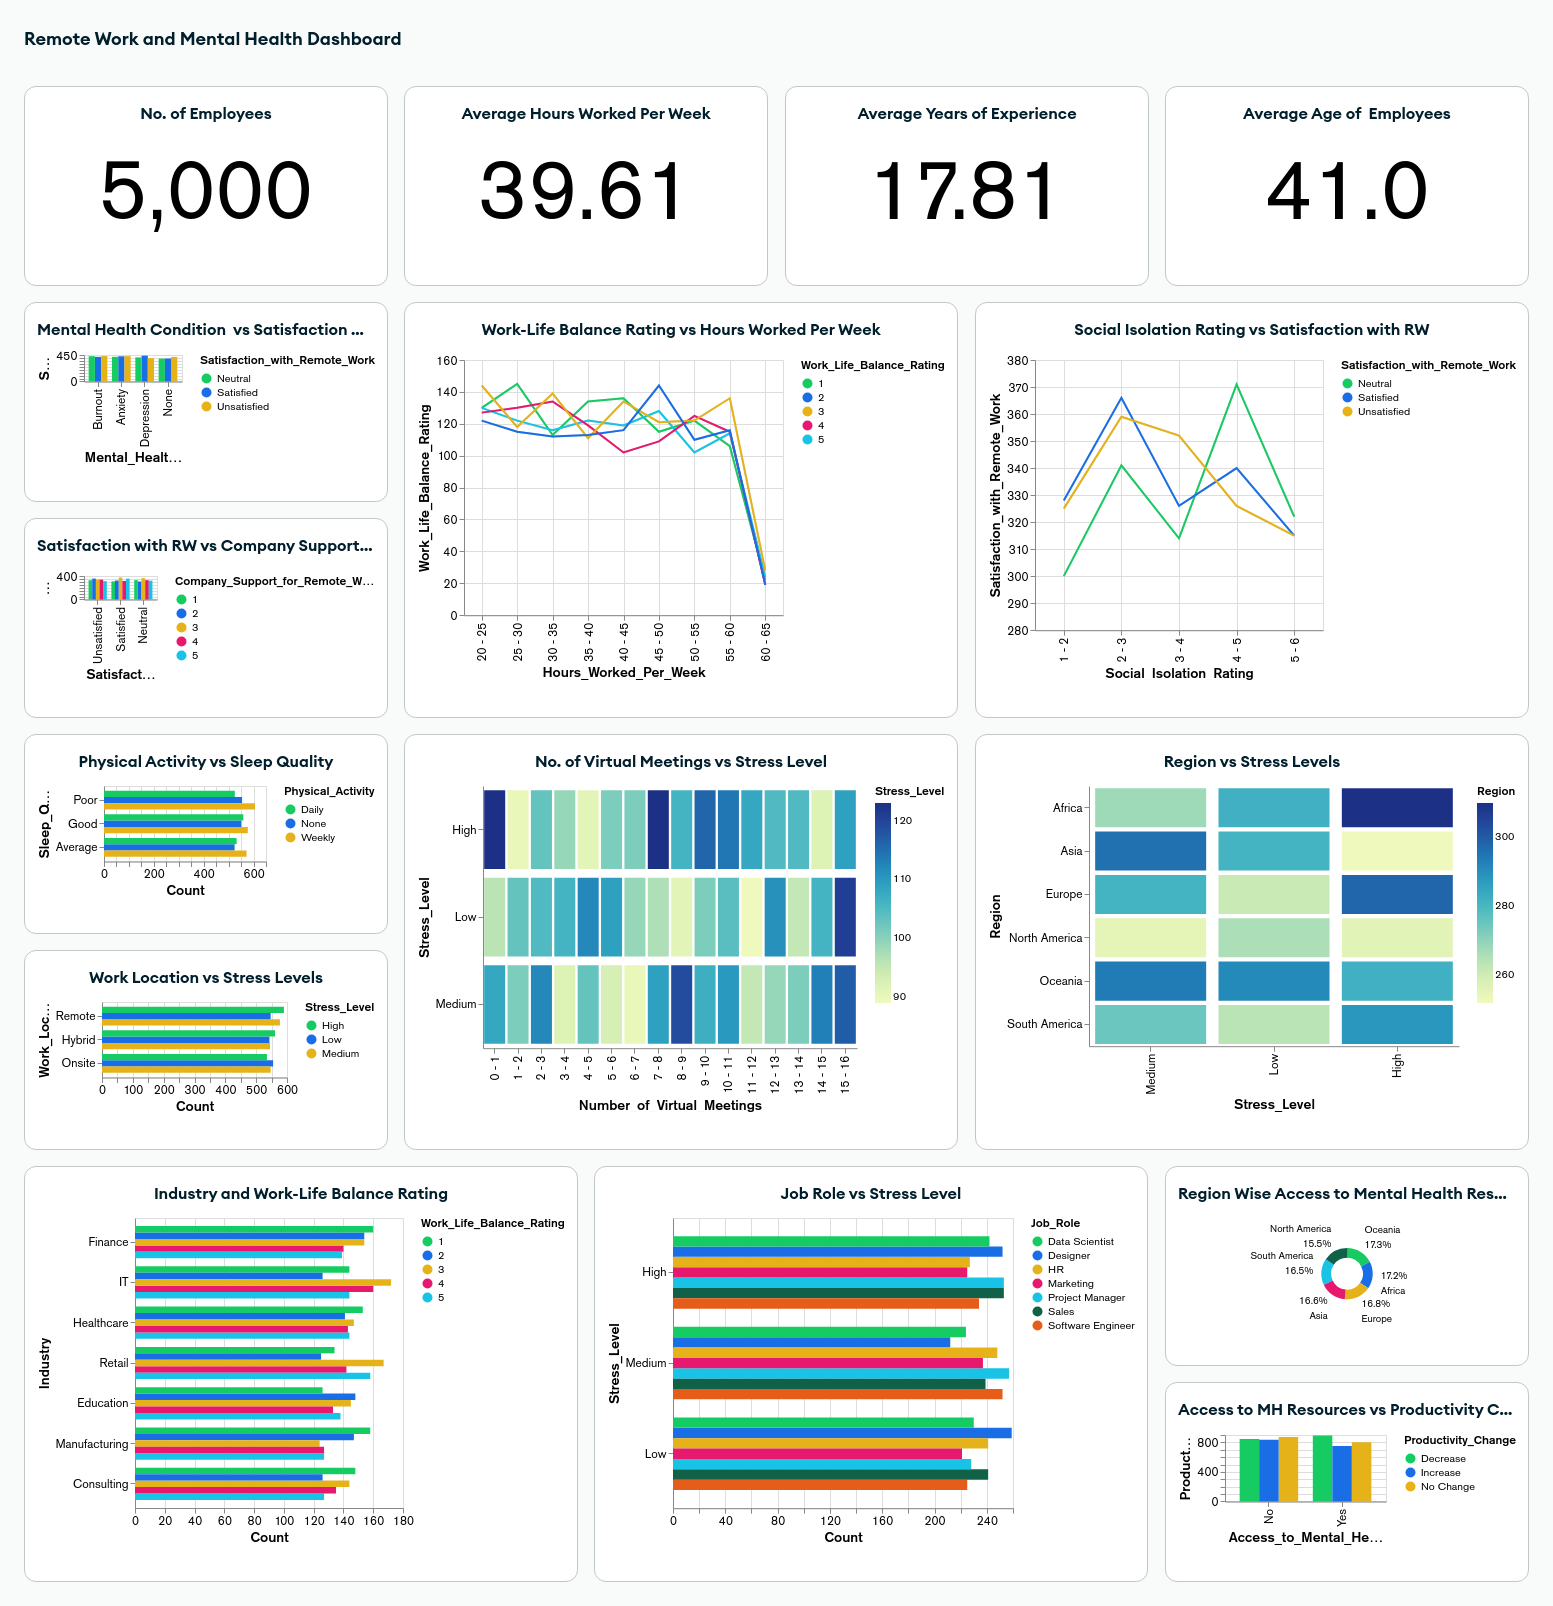 Remote Work and Mental Health Dashboard
No. of Employees
5,000
Average Hours Worked Per Week
39.61
Average Years of Experience
17.81
Average Age of Employees
41.0
Mental Health Condition vs Satisfaction ...
S...
450
0
Burnout
Anxiety
Depression
None
Mental_Healt...
Satisfaction_with_Remote_Work
Neutral
Satisfied
Unsatisfied
Work-Life Balance Rating vs Hours Worked Per Week
Work_Life_Balance_Rating
160
140
120
100
80
60
40
20
0
20 - 25
25 - 30
30 - 35
35 - 40
40 - 45
45 - 50
50 - 55
55 - 60
60 - 65
Hours_Worked_Per_Week
Work_Life_Balance_Rating
1
2
3
4
5
Social Isolation Rating vs Satisfaction with RW
Satisfaction_with_Remote_Work
380
370
360
350
340
330
320
310
300
290
280
1 - 2
2 - 3
3 - 4
4 - 5
5 - 6
Social Isolation Rating
Satisfaction_with_Remote_Work
Neutral
Satisfied
Unsatisfied
Satisfaction with RW vs Company Support...
...
400
0
Unsatisfied
Satisfied
Neutral
Satisfact...
Company_Support_for_Remote_W...
1
2
3
4
5
Physical Activity vs Sleep Quality
Sleep_Q...
Poor
Good
Average
0
200
400
600
Count
Physical_Activity
Daily
None
Weekly
No. of Virtual Meetings vs Stress Level
Stress_Level
High
Low
Medium
0 - 1
1 - 2
2 - 3
3 - 4
4 - 5
5 - 6
6 - 7
7 - 8
8 - 9
9 - 10
10 - 11
11 - 12
12 - 13
13 - 14
14 - 15
15 - 16
Number of Virtual Meetings
Stress_Level
120
110
100
90
Region vs Stress Levels
Region
Africa
Asia
Europe
North America
Oceania
South America
Medium
Low
High
Stress_Level
Region
300
280
260
Work Location vs Stress Levels
Work_Loc...
Remote
Hybrid
Onsite
0
100
200
300
400
500
600
Count
Stress_Level
High
Low
Medium
Industry and Work-Life Balance Rating
Industry
Finance
IT
Healthcare
Retail
Education
Manufacturing
Consulting
0
20
40
60
80
100
120
140
160
180
Count
Work_Life_Balance_Rating
1
2
3
4
5
Job Role vs Stress Level
Stress_Level
High
Medium
Low
0
40
80
120
160
200
240
Count
Job_Role
Data Scientist
Designer
HR
Marketing
Project Manager
Sales
Software Engineer
Region Wise Access to Mental Health Res...
North America
15.5%
Oceania
17.3%
South America
16.5%
17.2%
Africa
16.6%
Asia
16.8%
Europe
Access to MH Resources vs Productivity C...
Product...
800
400
0
No
Yes
Access_to_Mental_He...
Productivity_Change
Decrease
Increase
No Change